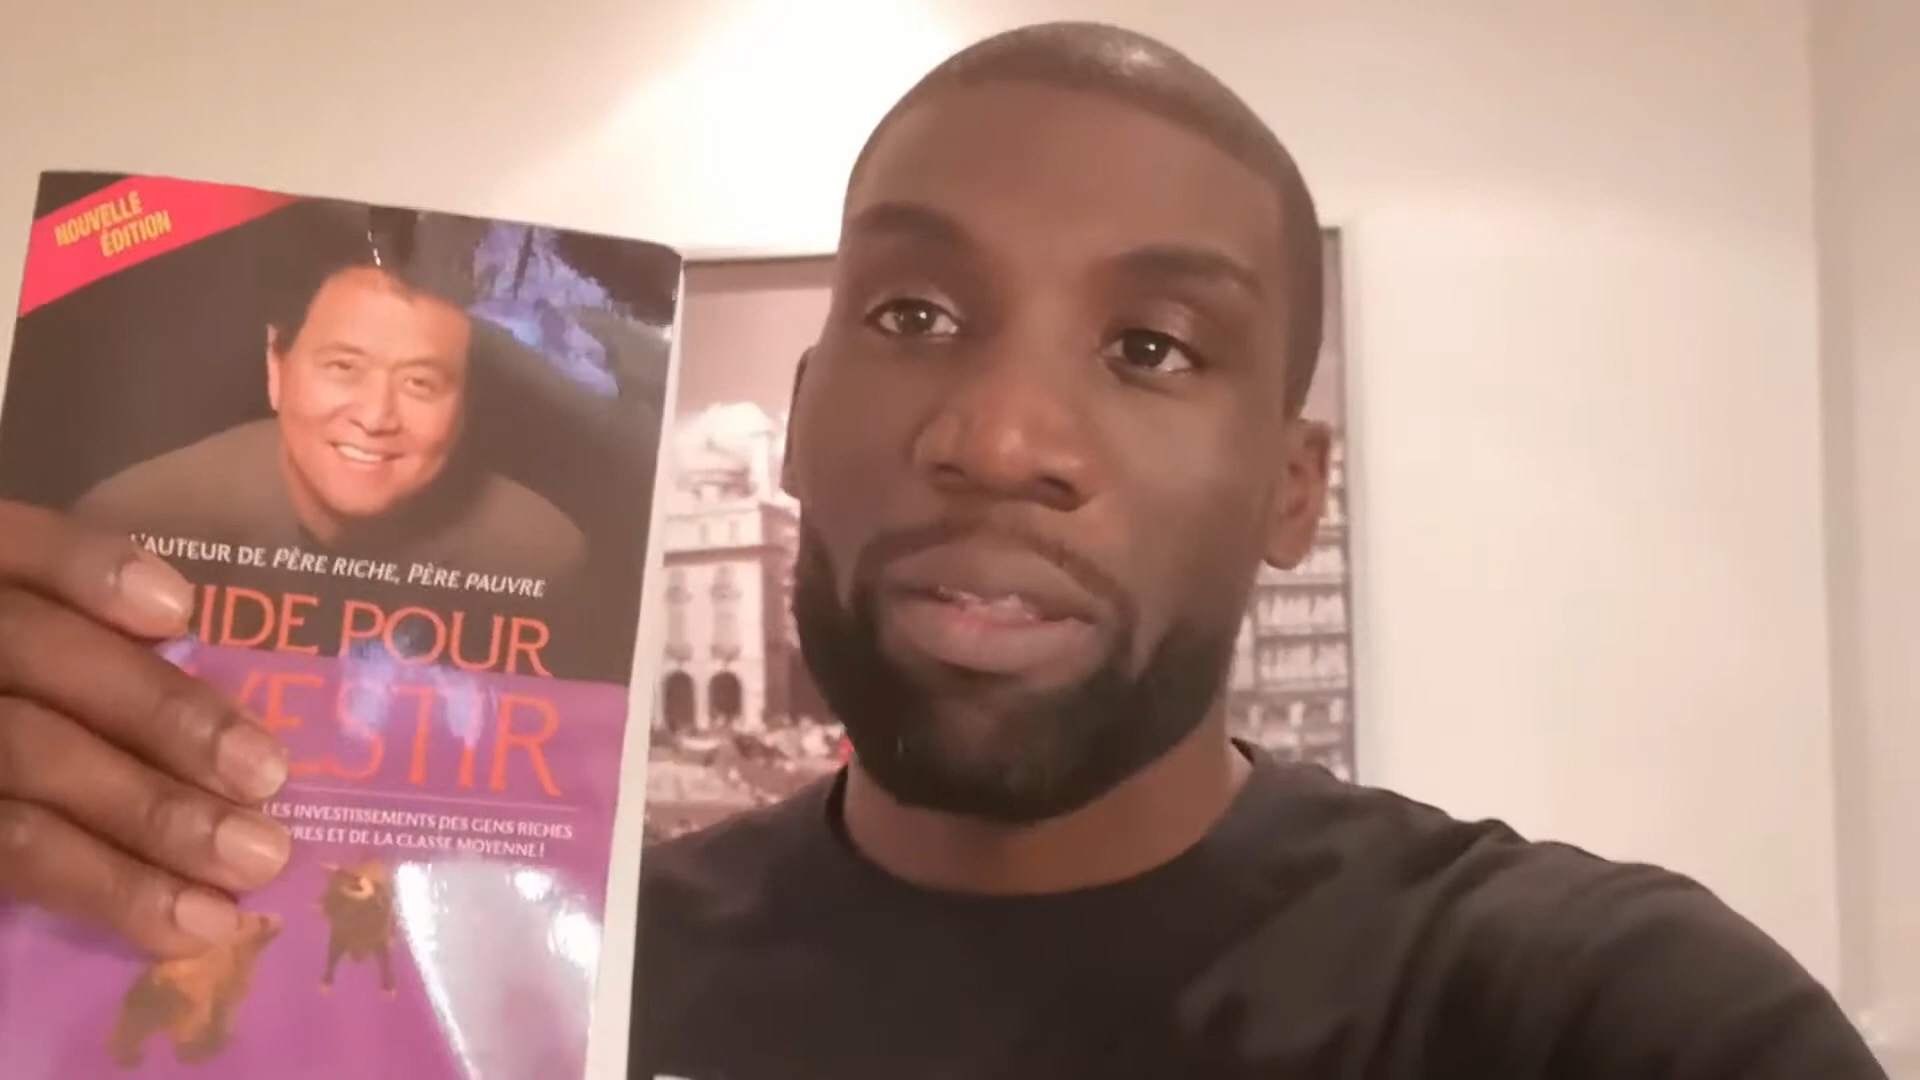 NOUVELLE
ÉDITION
L'AUTEUR DE PÈRE RICHE, PÈRE PAUVRE
IDE POUR
VESTIR
LES INVESTISSEMENTS DES GENS RICHES
VRES ET DE LA CLASSE MOYENNE !